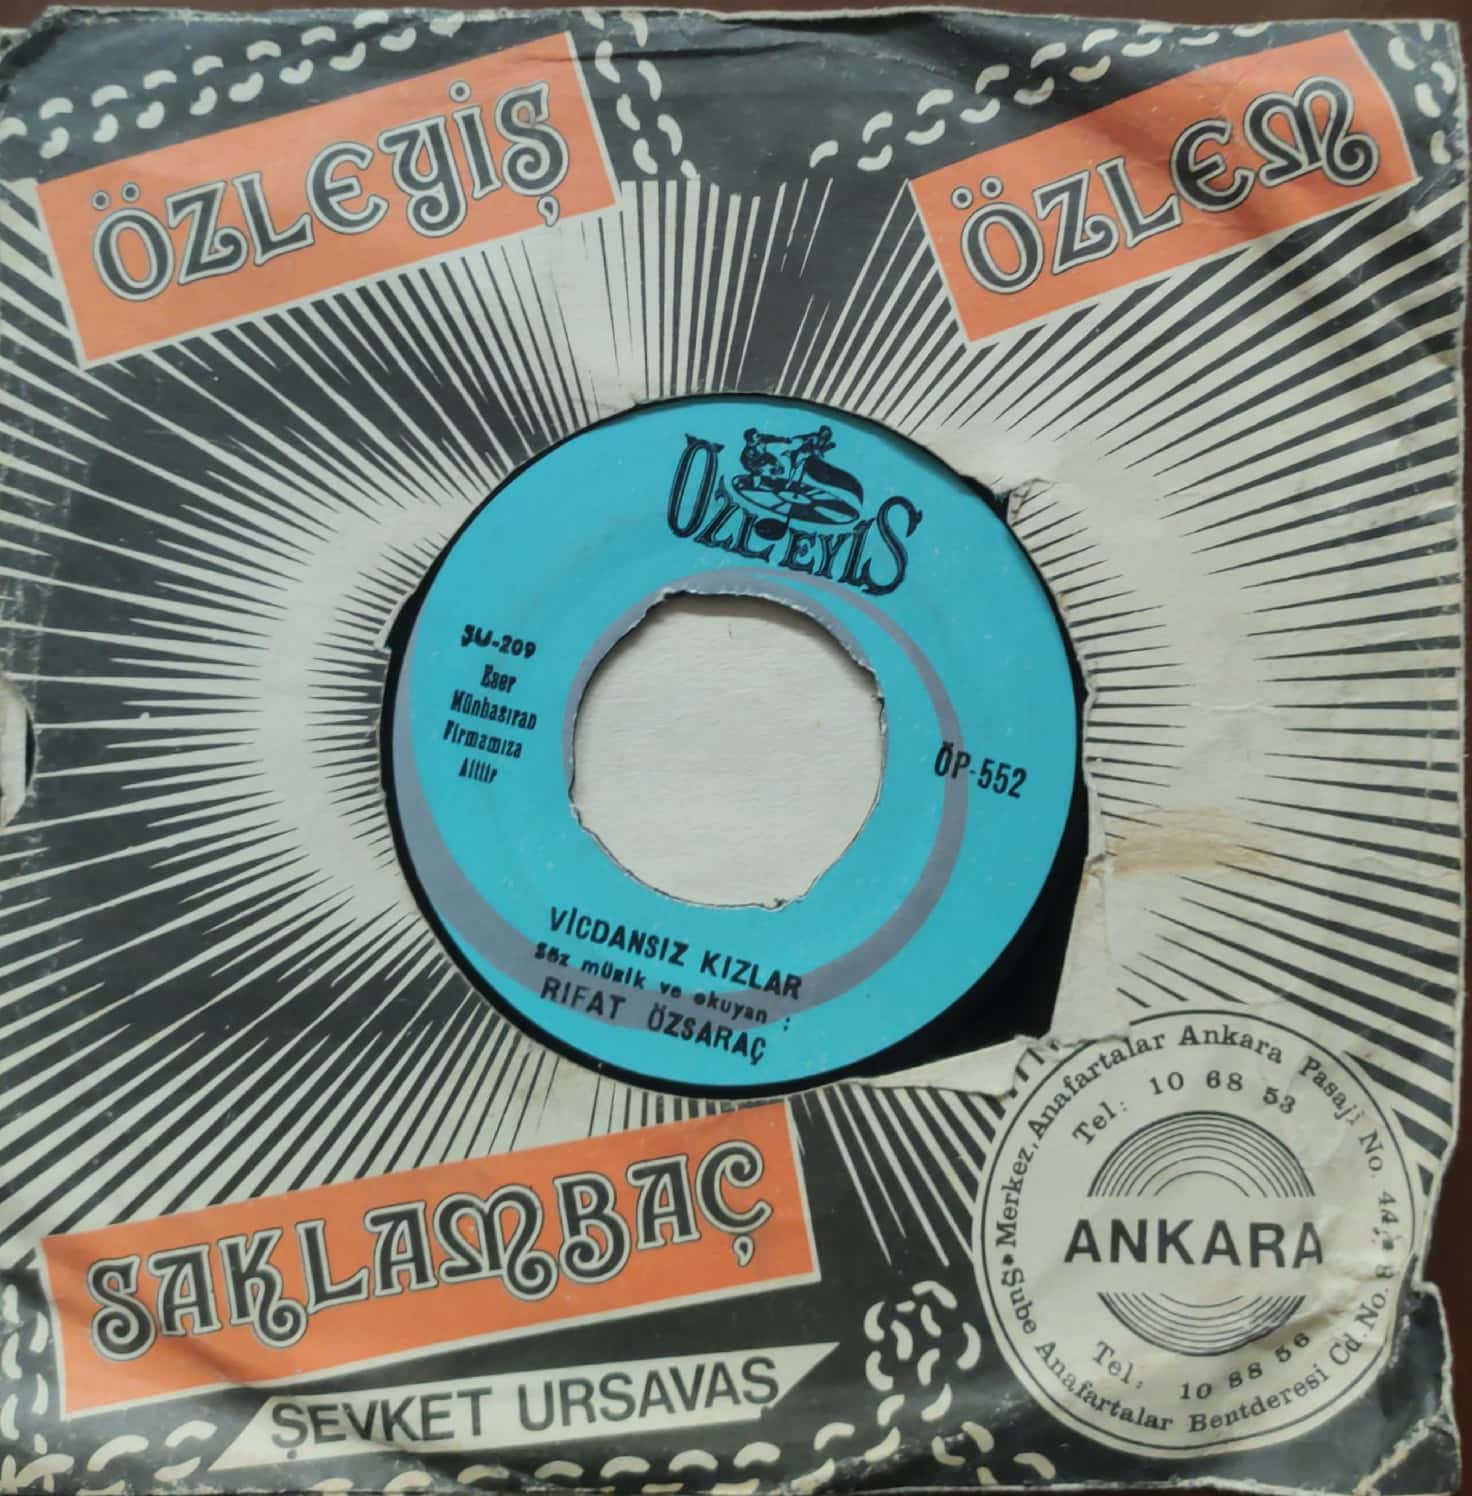 ÖZLEYİŞ
ÖZLEM
ÖZLEYİS
ŞU-209
Eser
Münhasıran
Firmamıza
Aittir
ÖP-552
VİCDANSIZ KIZLAR
Söz müzik ve okuyan :
RIFAT ÖZSARAÇ
SAKLAMBAÇ
ŞEVKET URSAVAS
Merkez, Anafartalar Ankara Pasajı No. 44
Tel: 10 68 53
ANKARA
Tel: 10 88 56
Şube Anafartalar Bentderesi Cd. No. 8